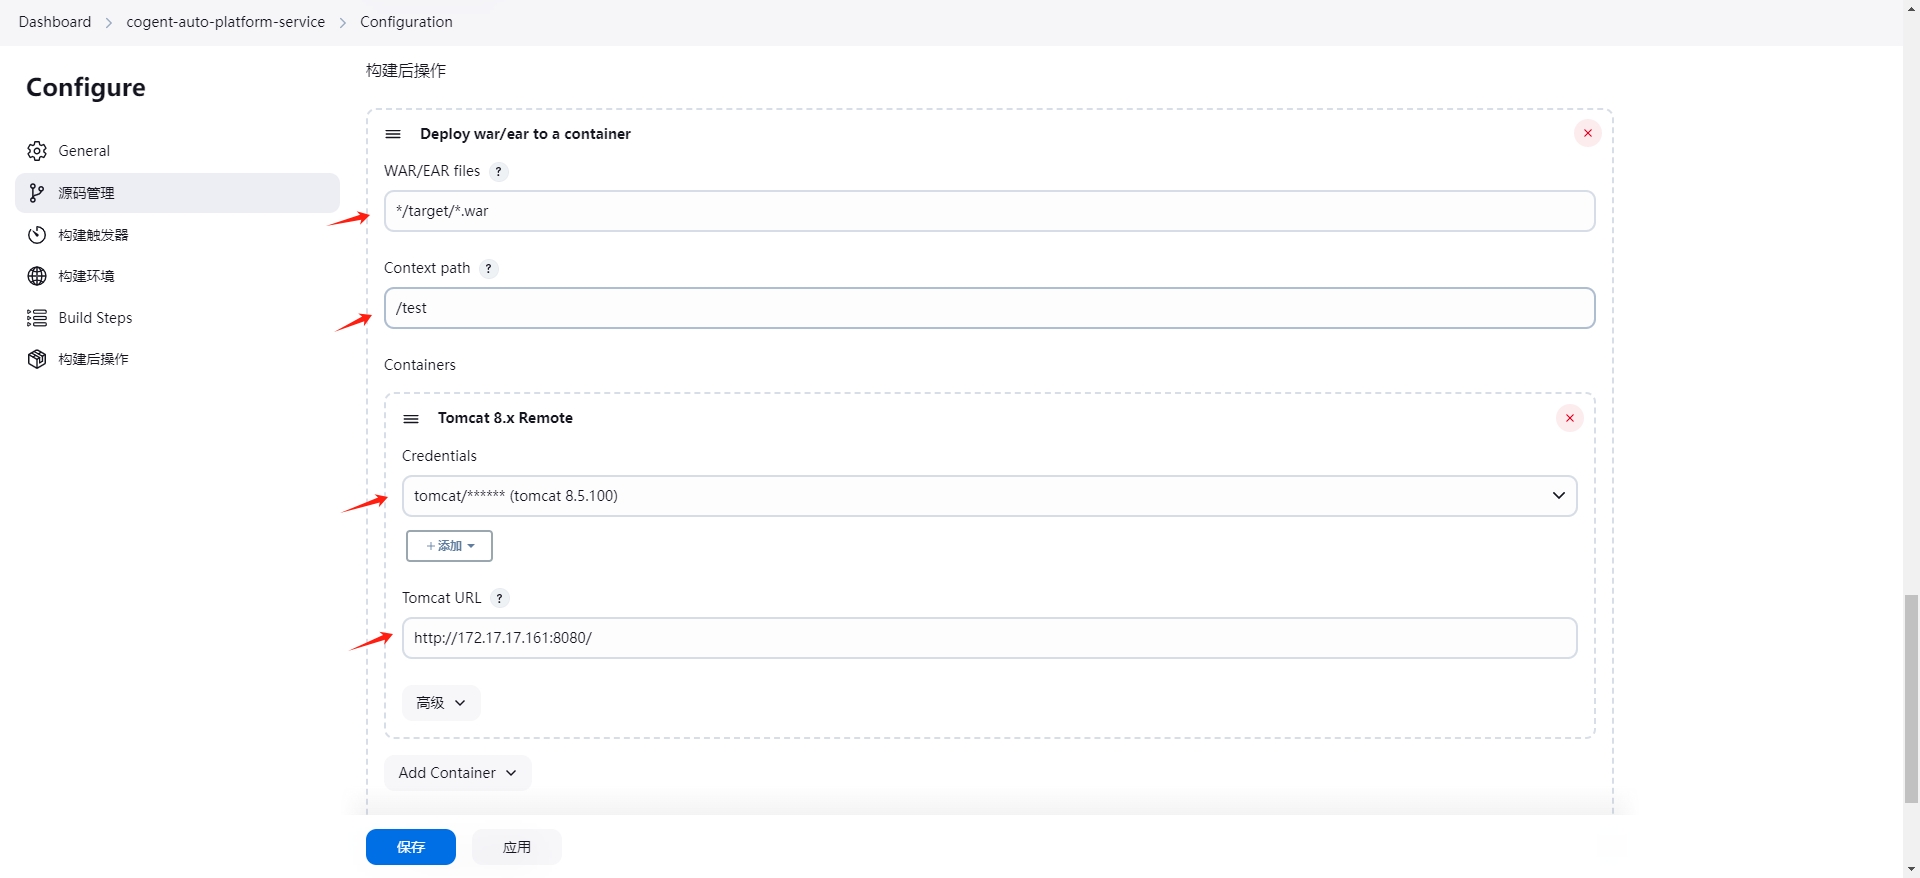 Dashboard > cogent-auto-platform-service > Configuration
Configure
General
源码管理
构建触发器
构建环境
Build Steps
构建后操作
构建后操作
Deploy war/ear to a container
WAR/EAR files ?
*/target/*.war
Context path ?
/test
Containers
Tomcat 8.x Remote
Credentials
tomcat/****** (tomcat 8.5.100)
+添加
Tomcat URL ?
http://172.17.17.161:8080/
高级
Add Container
保存 应用